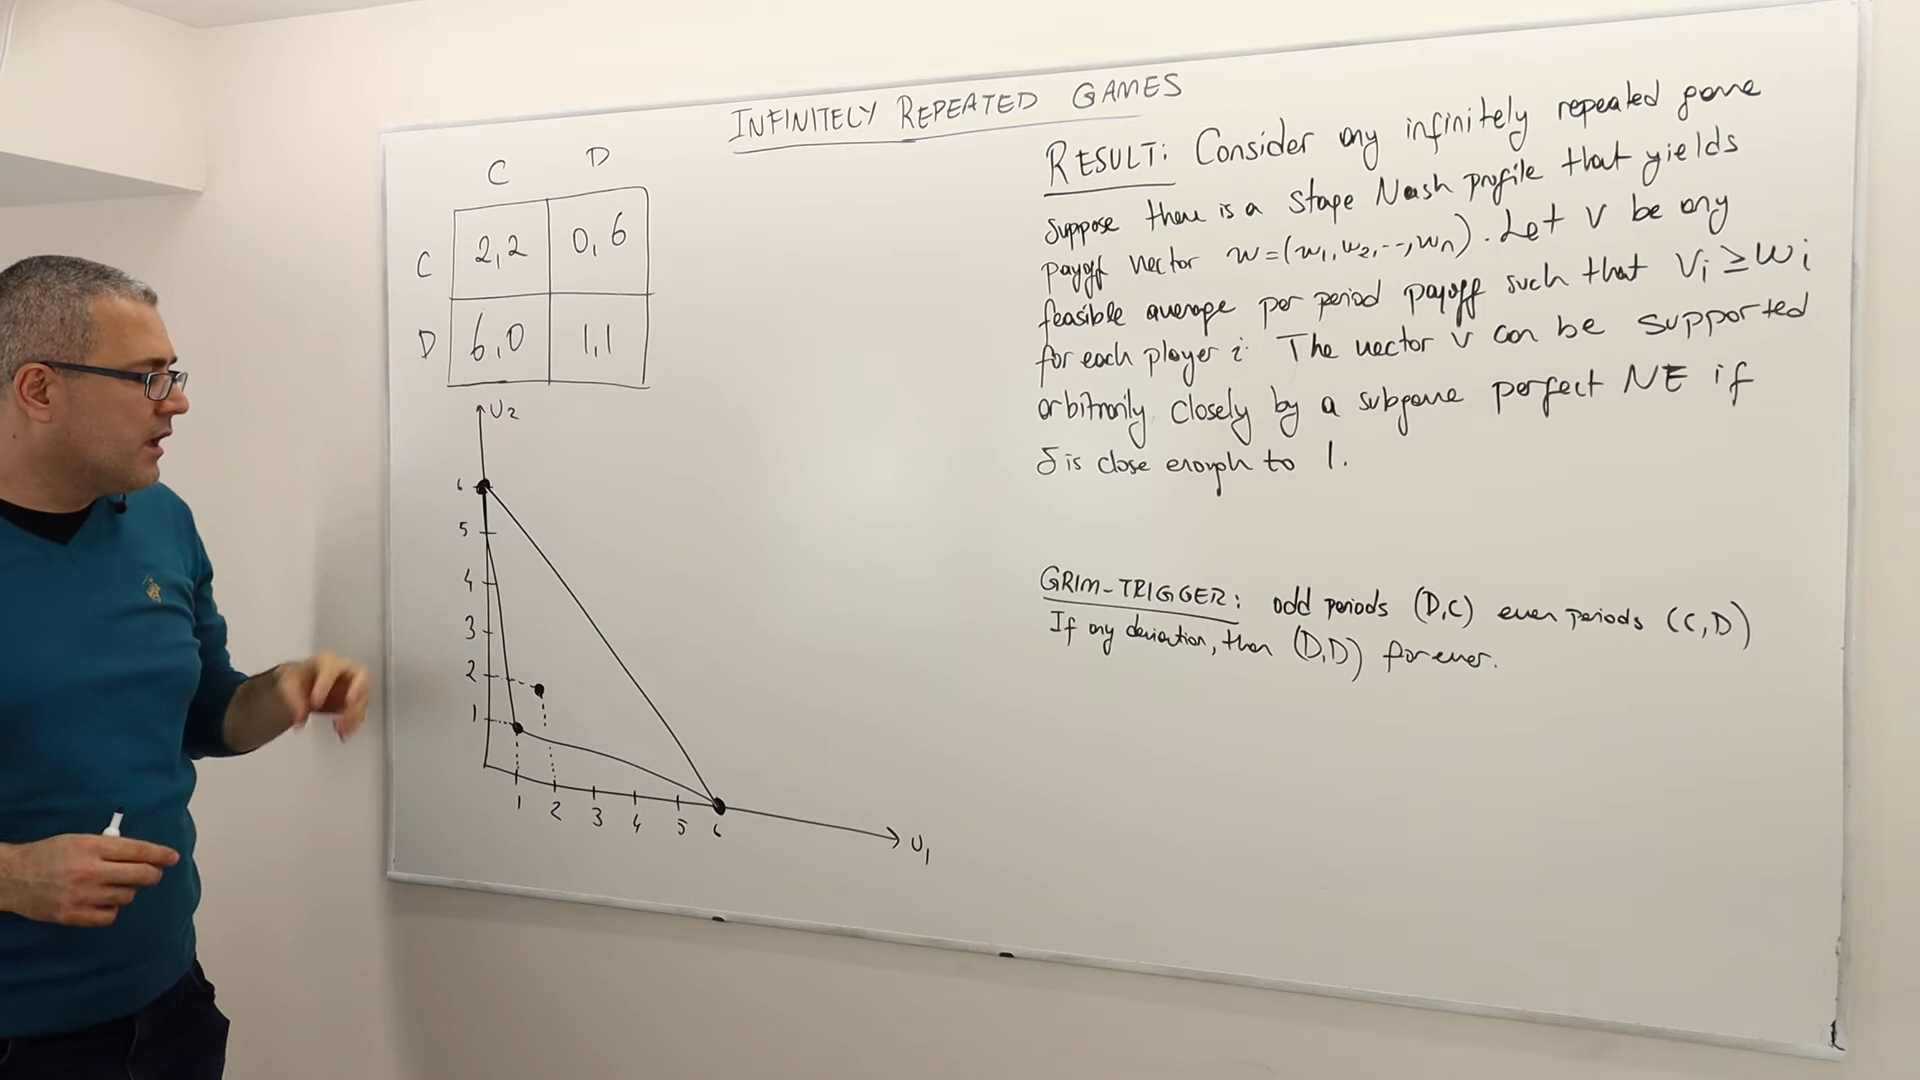 INFINITELY REPEATED GAMES
C D
C 2,2 0,6
D 6,0 1,1
U2
6
5
4
3
2
1
1 2 3 4 5 6
U1
RESULT: Consider any infinitely repeated game
Suppose there is a stage Nash profile that yields
payoff vector w=(w1,w2,--,wn). Let v be any
feasible average per period payoff such that vi≥wi
for each player i. The vector v can be supported
arbitrarily closely by a subgame perfect NE if
δ is close enough to 1.
GRIM-TRIGGER: odd periods (D,C) even periods (C,D)
If any deviation, then (D,D) forever.